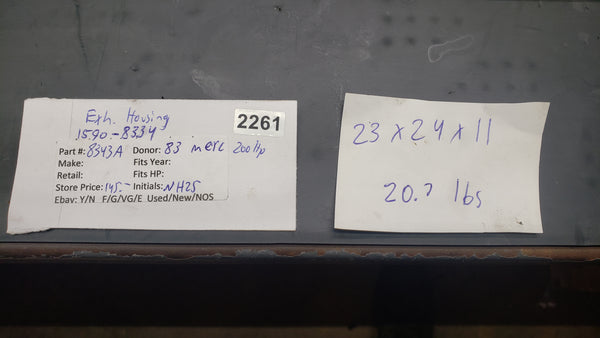 Exh. Housing
2261
1590-8334
Part #: 8343A Donor: 83 merc 200Hp
Make: Fits Year:
Retail: Fits HP:
Store Price: 145.- Initials: NH25
Ebay: Y/N F/G/VG/E Used/New/NOS
23 x 24 x 11
20.7 lbs